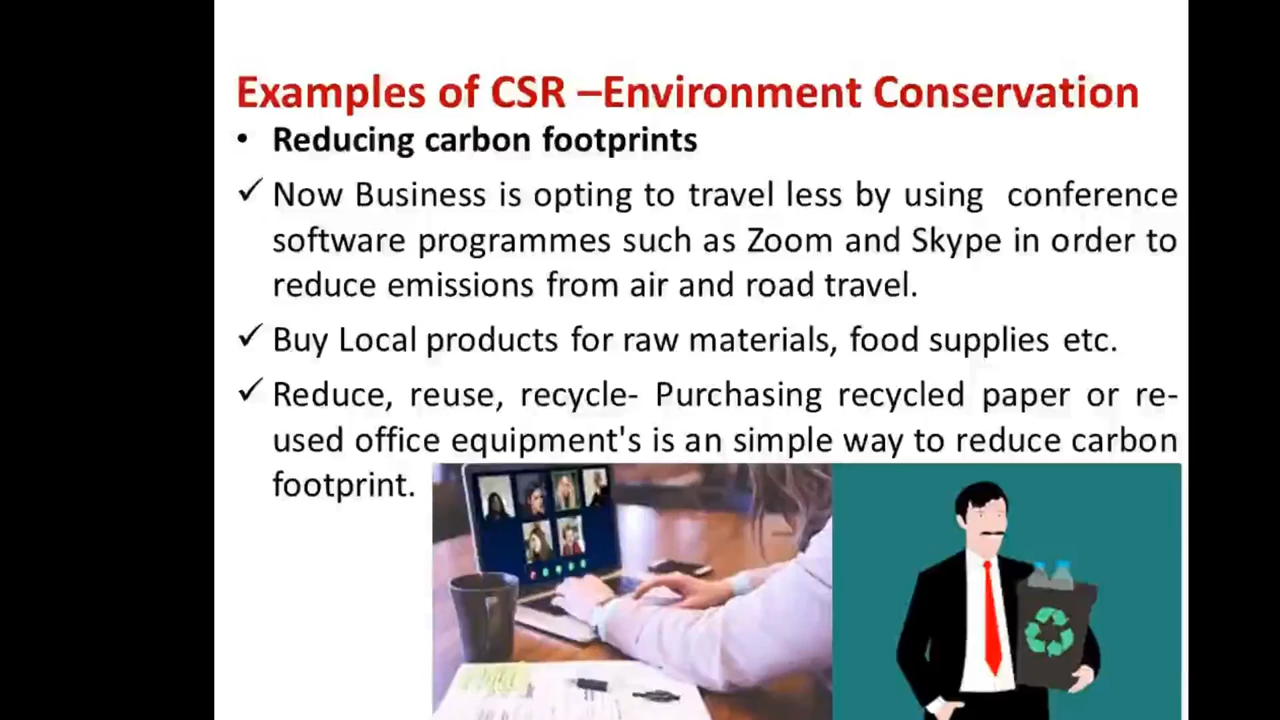 Examples of CSR –Environment Conservation
• Reducing carbon footprints
✓ Now Business is opting to travel less by using conference
software programmes such as Zoom and Skype in order to
reduce emissions from air and road travel.
✓ Buy Local products for raw materials, food supplies etc.
✓ Reduce, reuse, recycle- Purchasing recycled paper or re-
used office equipment's is an simple way to reduce carbon
footprint.